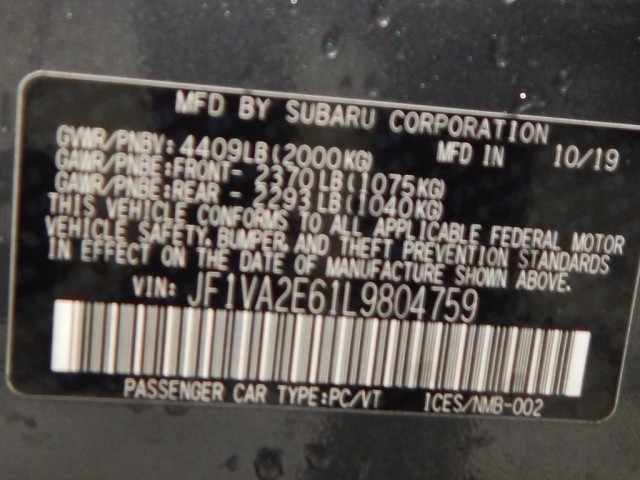 MFD BY SUBARU CORPORATION
GVWR/PNBV: 4409LB(2000KG) MFD IN 10/19
GAWR/PNBE:FRONT- 2370LB(1075KG)
GAWR/PNBE:REAR - 2293LB(1040KG)
THIS VEHICLE CONFORMS TO ALL APPLICABLE FEDERAL MOTOR
VEHICLE SAFETY, BUMPER, AND THEFT PREVENTION STANDARDS
IN EFFECT ON THE DATE OF MANUFACTURE SHOWN ABOVE.
VIN: JF1VA2E61L9804759
PASSENGER CAR TYPE:PC/VT 1CES/NMB-002